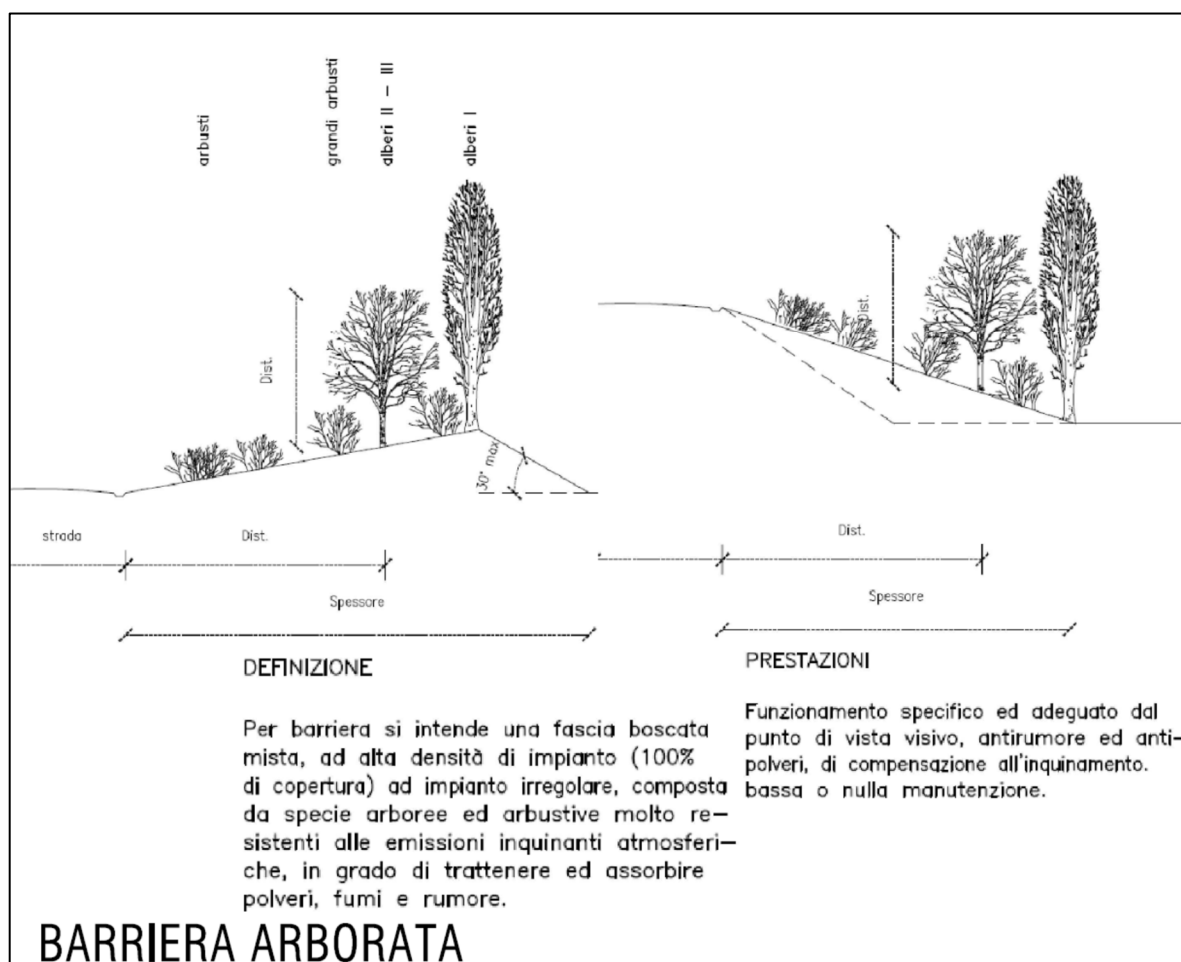 arbusti
grandi arbusti
alberi II – III
alberi I
Dist.
30° max
strada
Dist.
Spessore
Dist.
Dist.
Spessore
DEFINIZIONE
Per barriera si intende una fascia boscata
mista, ad alta densità di impianto (100%
di copertura) ad impianto irregolare, composta
da specie arboree ed arbustive molto re–
sistenti alle emissioni inquinanti atmosferi–
che, in grado di trattenere ed assorbire
polveri, fumi e rumore.
PRESTAZIONI
Funzionamento specifico ed adeguato dal
punto di vista visivo, antirumore ed anti–
polveri, di compensazione all'inquinamento.
bassa o nulla manutenzione.
BARRIERA ARBORATA